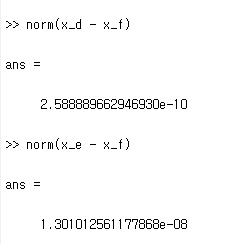 >> norm(x_d - x_f)
ans =
2.588889662946930e-10
>> norm(x_e - x_f)
ans =
1.301012561177868e-08